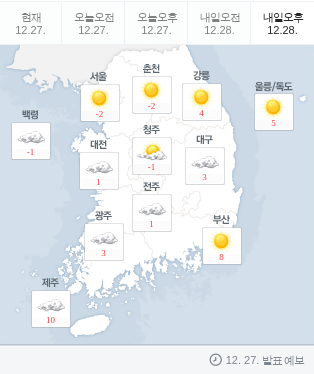 현재 오늘오전 오늘오후 내일오전 내일오후
12.27. 12.27. 12.27. 12.28. 12.28.
춘천
서울
강릉
-2
-2
4
울릉/독도
5
백령
-1
청주
-1
대전
1
대구
3
전주
1
광주
3
부산
8
제주
10
12. 27. 발표 예보